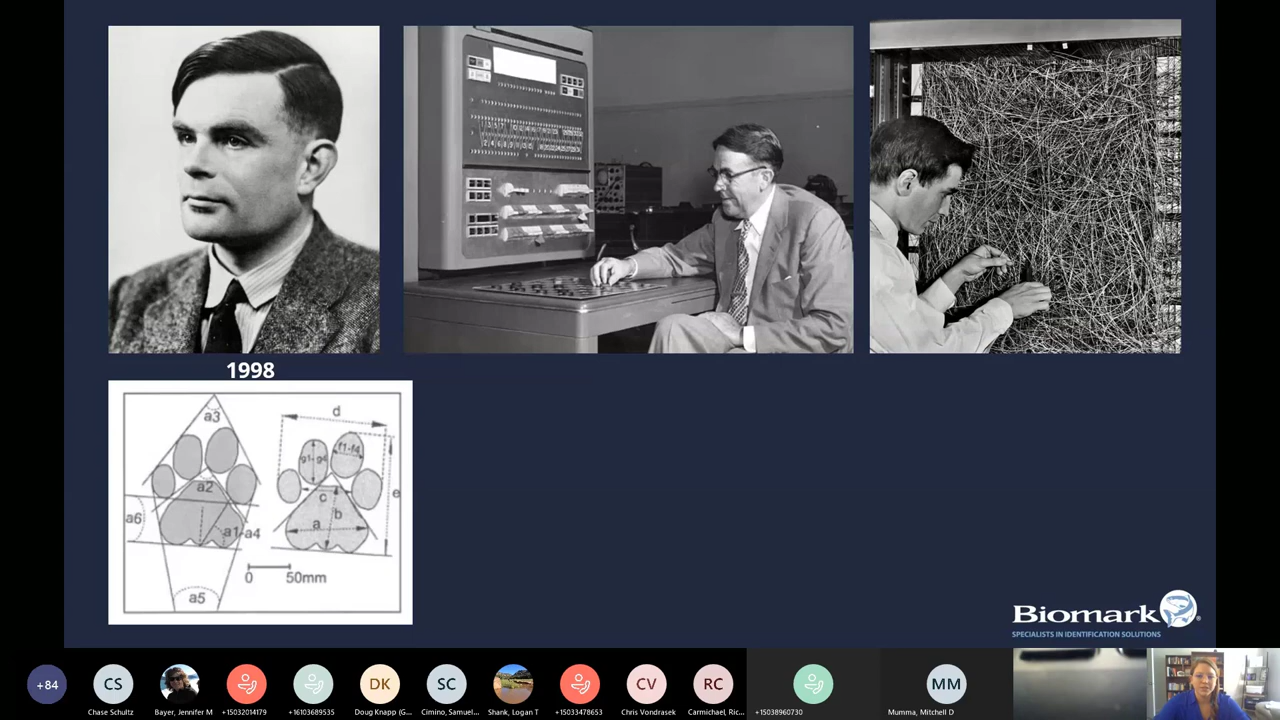 1998
a3
d
g1-g4
f1-f4
a2
c
e
a6
b
a
a1-a4
0 50mm
a5
Biomark
SPECIALISTS IN IDENTIFICATION SOLUTIONS
+84
CS
DK
SC
CV
RC
MM
Chase Schultz
Bayer, Jennifer M
+15032014179
+16103689535
Doug Knapp (G...
Cimino, Samuel...
Shank, Logan T
+15033478653
Chris Vondrasek
Carmichael, Ric...
+15038960730
Mumma, Mitchell D